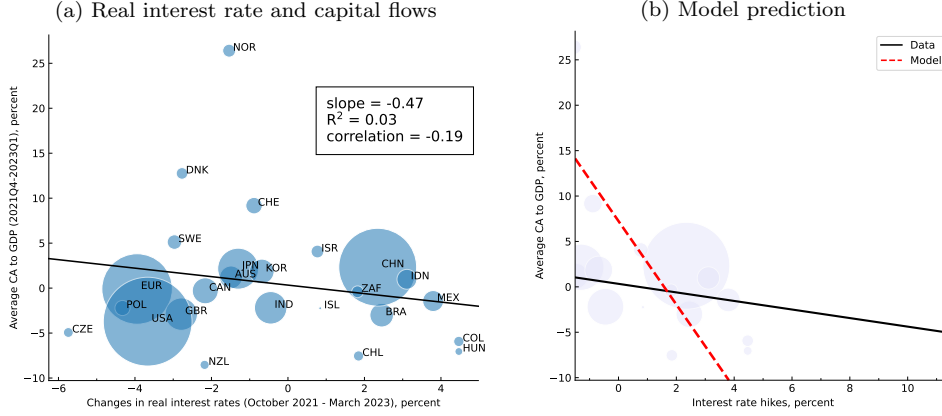 (a) Real interest rate and capital flows
Average CA to GDP (2021Q4-2023Q1), percent
25
20
15
10
5
0
−5
−10
NOR
slope = -0.47
R² = 0.03
correlation = -0.19
DNK
CHE
SWE
ISR
JPN
KOR
AUS
CHN
IDN
EUR
CAN
ZAF
MEX
POL
GBR
IND
ISL
BRA
USA
CZE
COL
HUN
CHL
NZL
−6
−4
−2
0
2
4
Changes in real interest rates (October 2021 - March 2023), percent
(b) Model prediction
Average CA to GDP, percent
25
20
15
10
5
0
−5
−10
Data
Model
0
2
4
6
8
10
Interest rate hikes, percent